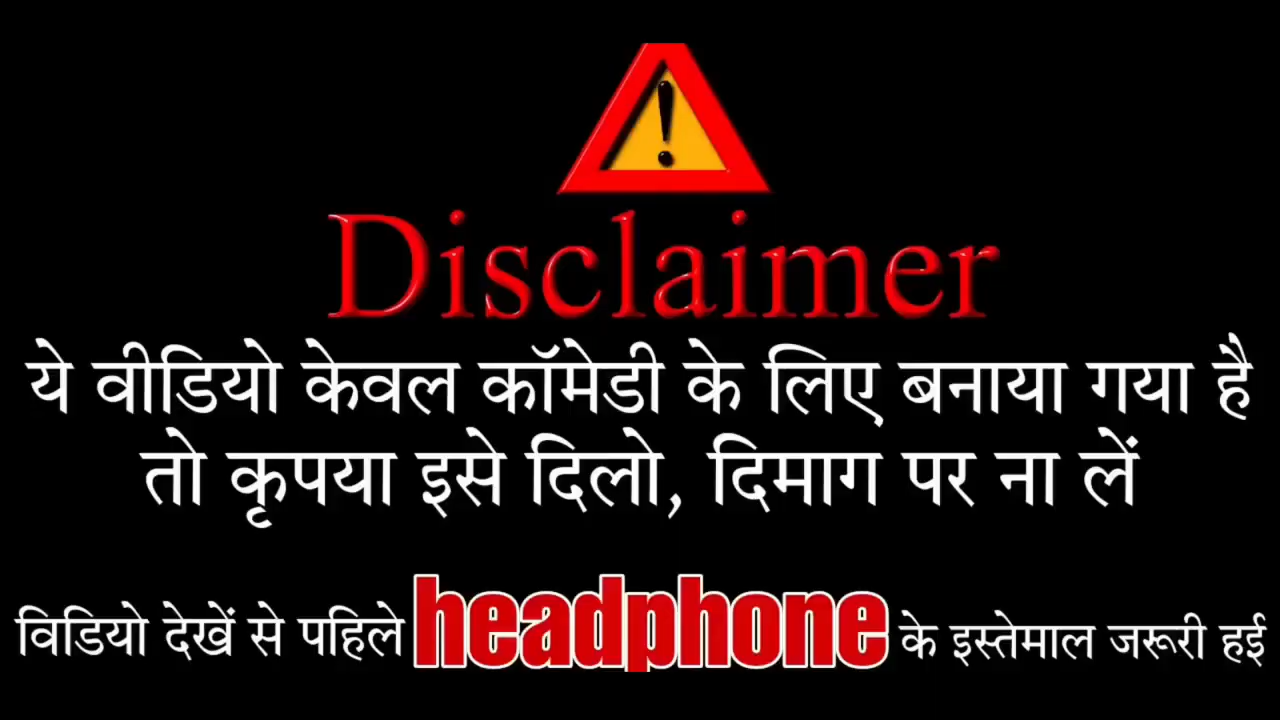 Disclaimer
ये वीडियो केवल कॉमेडी के लिए बनाया गया है
तो कृपया इसे दिलो, दिमाग पर ना लें
विडियो देखें से पहिले headphone के इस्तेमाल जरूरी हई